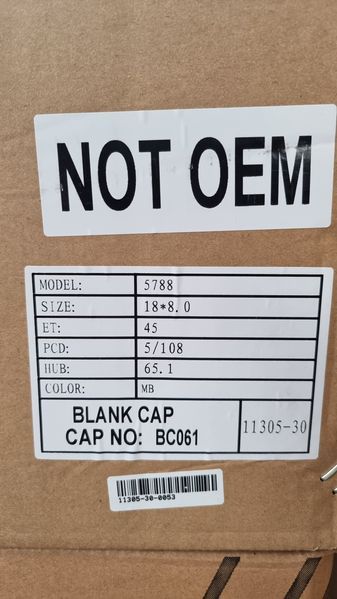 NOT OEM
MODEL: 5788
SIZE: 18*8.0
ET: 45
PCD: 5/108
HUB: 65.1
COLOR: MB
BLANK CAP
CAP NO: BC061
11305-30
11305-30-0053